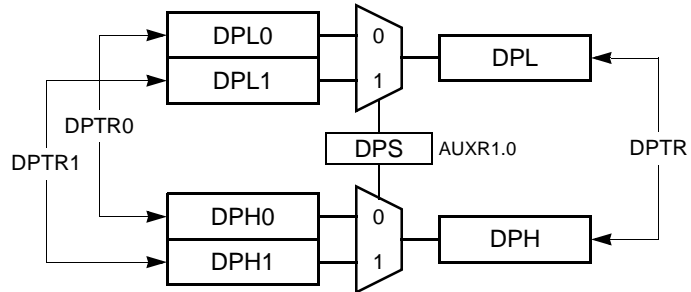 DPL0
0
DPL
DPL1
1
DPTR0
DPTR1
DPS
AUXR1.0
DPTR
DPH0
0
DPH
DPH1
1